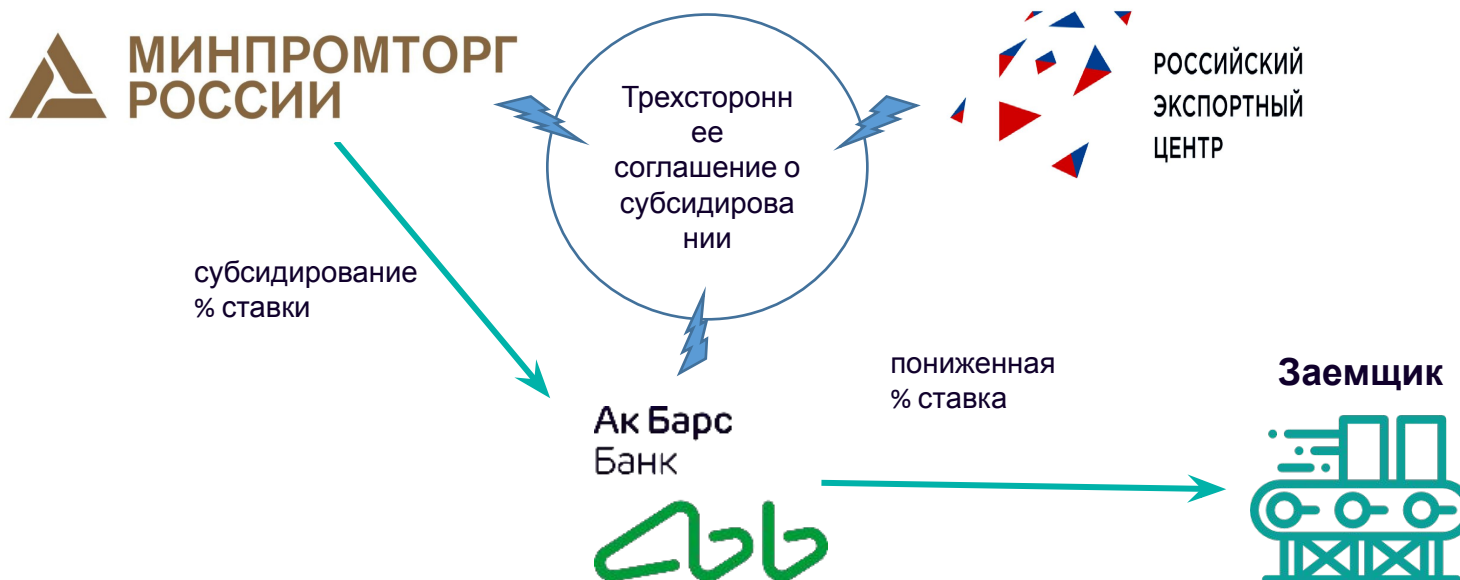 МИНПРОМТОРГ
РОССИИ
Трехсторонн
ее
соглашение о
субсидирова
нии
РОССИЙСКИЙ
ЭКСПОРТНЫЙ
ЦЕНТР
субсидирование
% ставки
пониженная
% ставка
Заемщик
Ак Барс
Банк